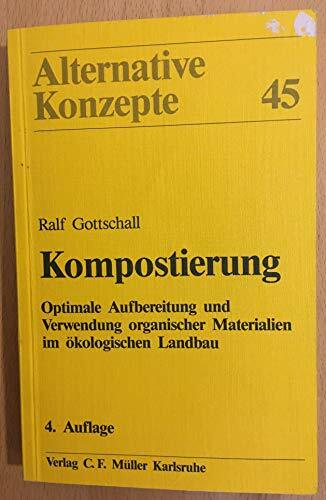 Alternative
Konzepte 45
Ralf Gottschall
Kompostierung
Optimale Aufbereitung und
Verwendung organischer Materialien
im ökologischen Landbau
4. Auflage
Verlag C. F. Müller Karlsruhe